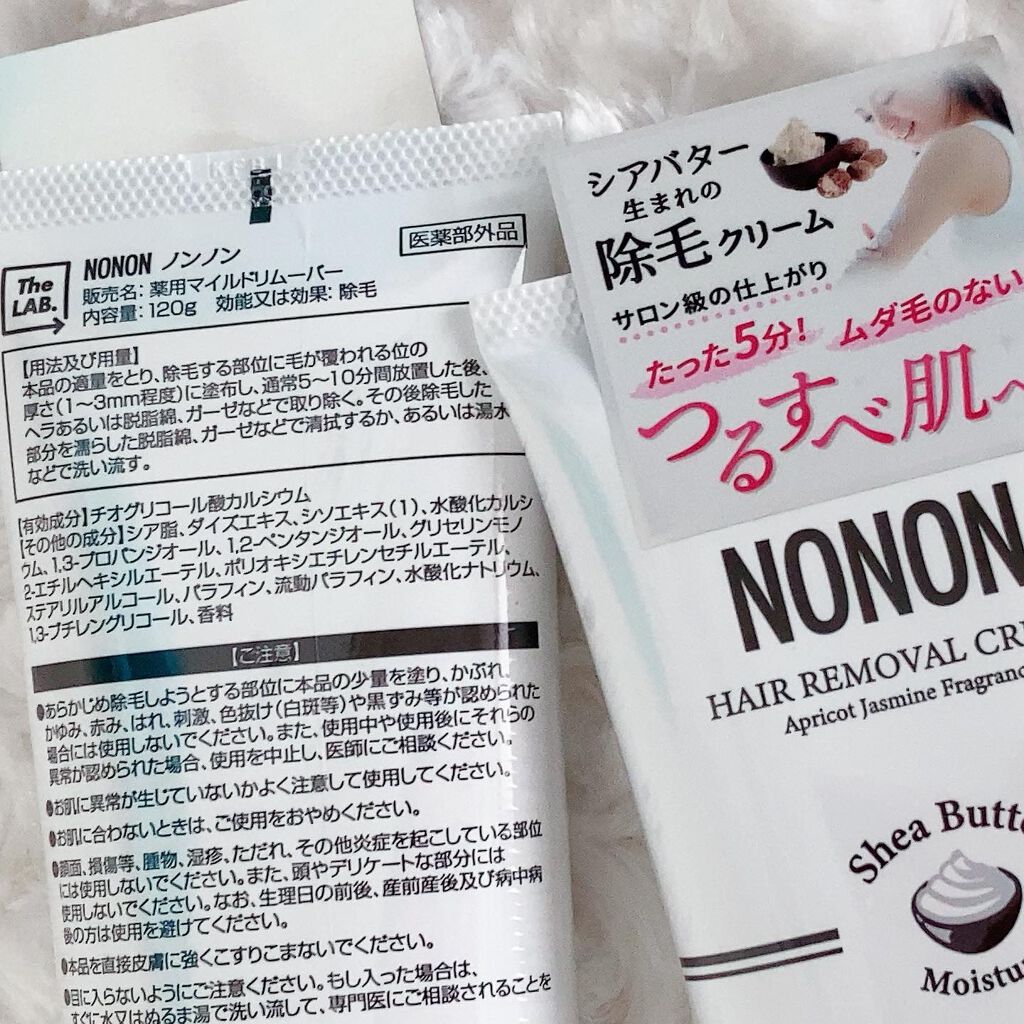 The
LAB.
NONON ノンノン
医薬部外品
販売名: 薬用マイルドリムーバー
内容量: 120g 効能又は効果: 除毛
【用法及び用量】
本品の適量をとり、除毛する部位に毛が覆われる位の
厚さ(1〜3mm程度)に塗布し、通常5〜10分間放置した後、
ヘラあるいは脱脂綿、ガーゼなどで取り除く。その後除毛した
部分を濡らした脱脂綿、ガーゼなどで清拭するか、あるいは湯水
などで洗い流す。
【有効成分】チオグリコール酸カルシウム
【その他の成分】シア脂、ダイズエキス、シソエキス(1)、水酸化カルシ
ウム、1,3-プロパンジオール、1,2-ペンタンジオール、グリセリンモノ
2-エチルヘキシルエーテル、ポリオキシエチレンセチルエーテル、
ステアリルアルコール、パラフィン、流動パラフィン、水酸化ナトリウム、
1,3-ブチレングリコール、香料
【ご注意】
●あらかじめ除毛しようとする部位に本品の少量を塗り、かぶれ、
かゆみ、赤み、はれ、刺激、色抜け(白斑等)や黒ずみ等が認められた
場合には使用しないでください。また、使用中や使用後にそれらの
異常が認められた場合、使用を中止し、医師にご相談ください。
●お肌に異常が生じていないかよく注意して使用してください。
●お肌に合わないときは、ご使用をおやめください。
●顔面、損傷等、腫物、湿疹、ただれ、その他炎症を起こしている部位
には使用しないでください。また、頭やデリケートな部分には
使用しないでください。なお、生理日の前後、産前産後及び病中病
後の方は使用を避けてください。
●本品を直接皮膚に強くこすりこまないでください。
●目に入らないようにご注意ください。もし入った場合は、
すぐに水又はぬるま湯で洗い流して、専門医にご相談されることを
シアバター
生まれの
除毛クリーム
サロン級の仕上がり
たった5分! ムダ毛のない
つるすべ肌へ
NONON
HAIR REMOVAL CRE
Apricot Jasmine Fragranc
Shea Butte
Moistu